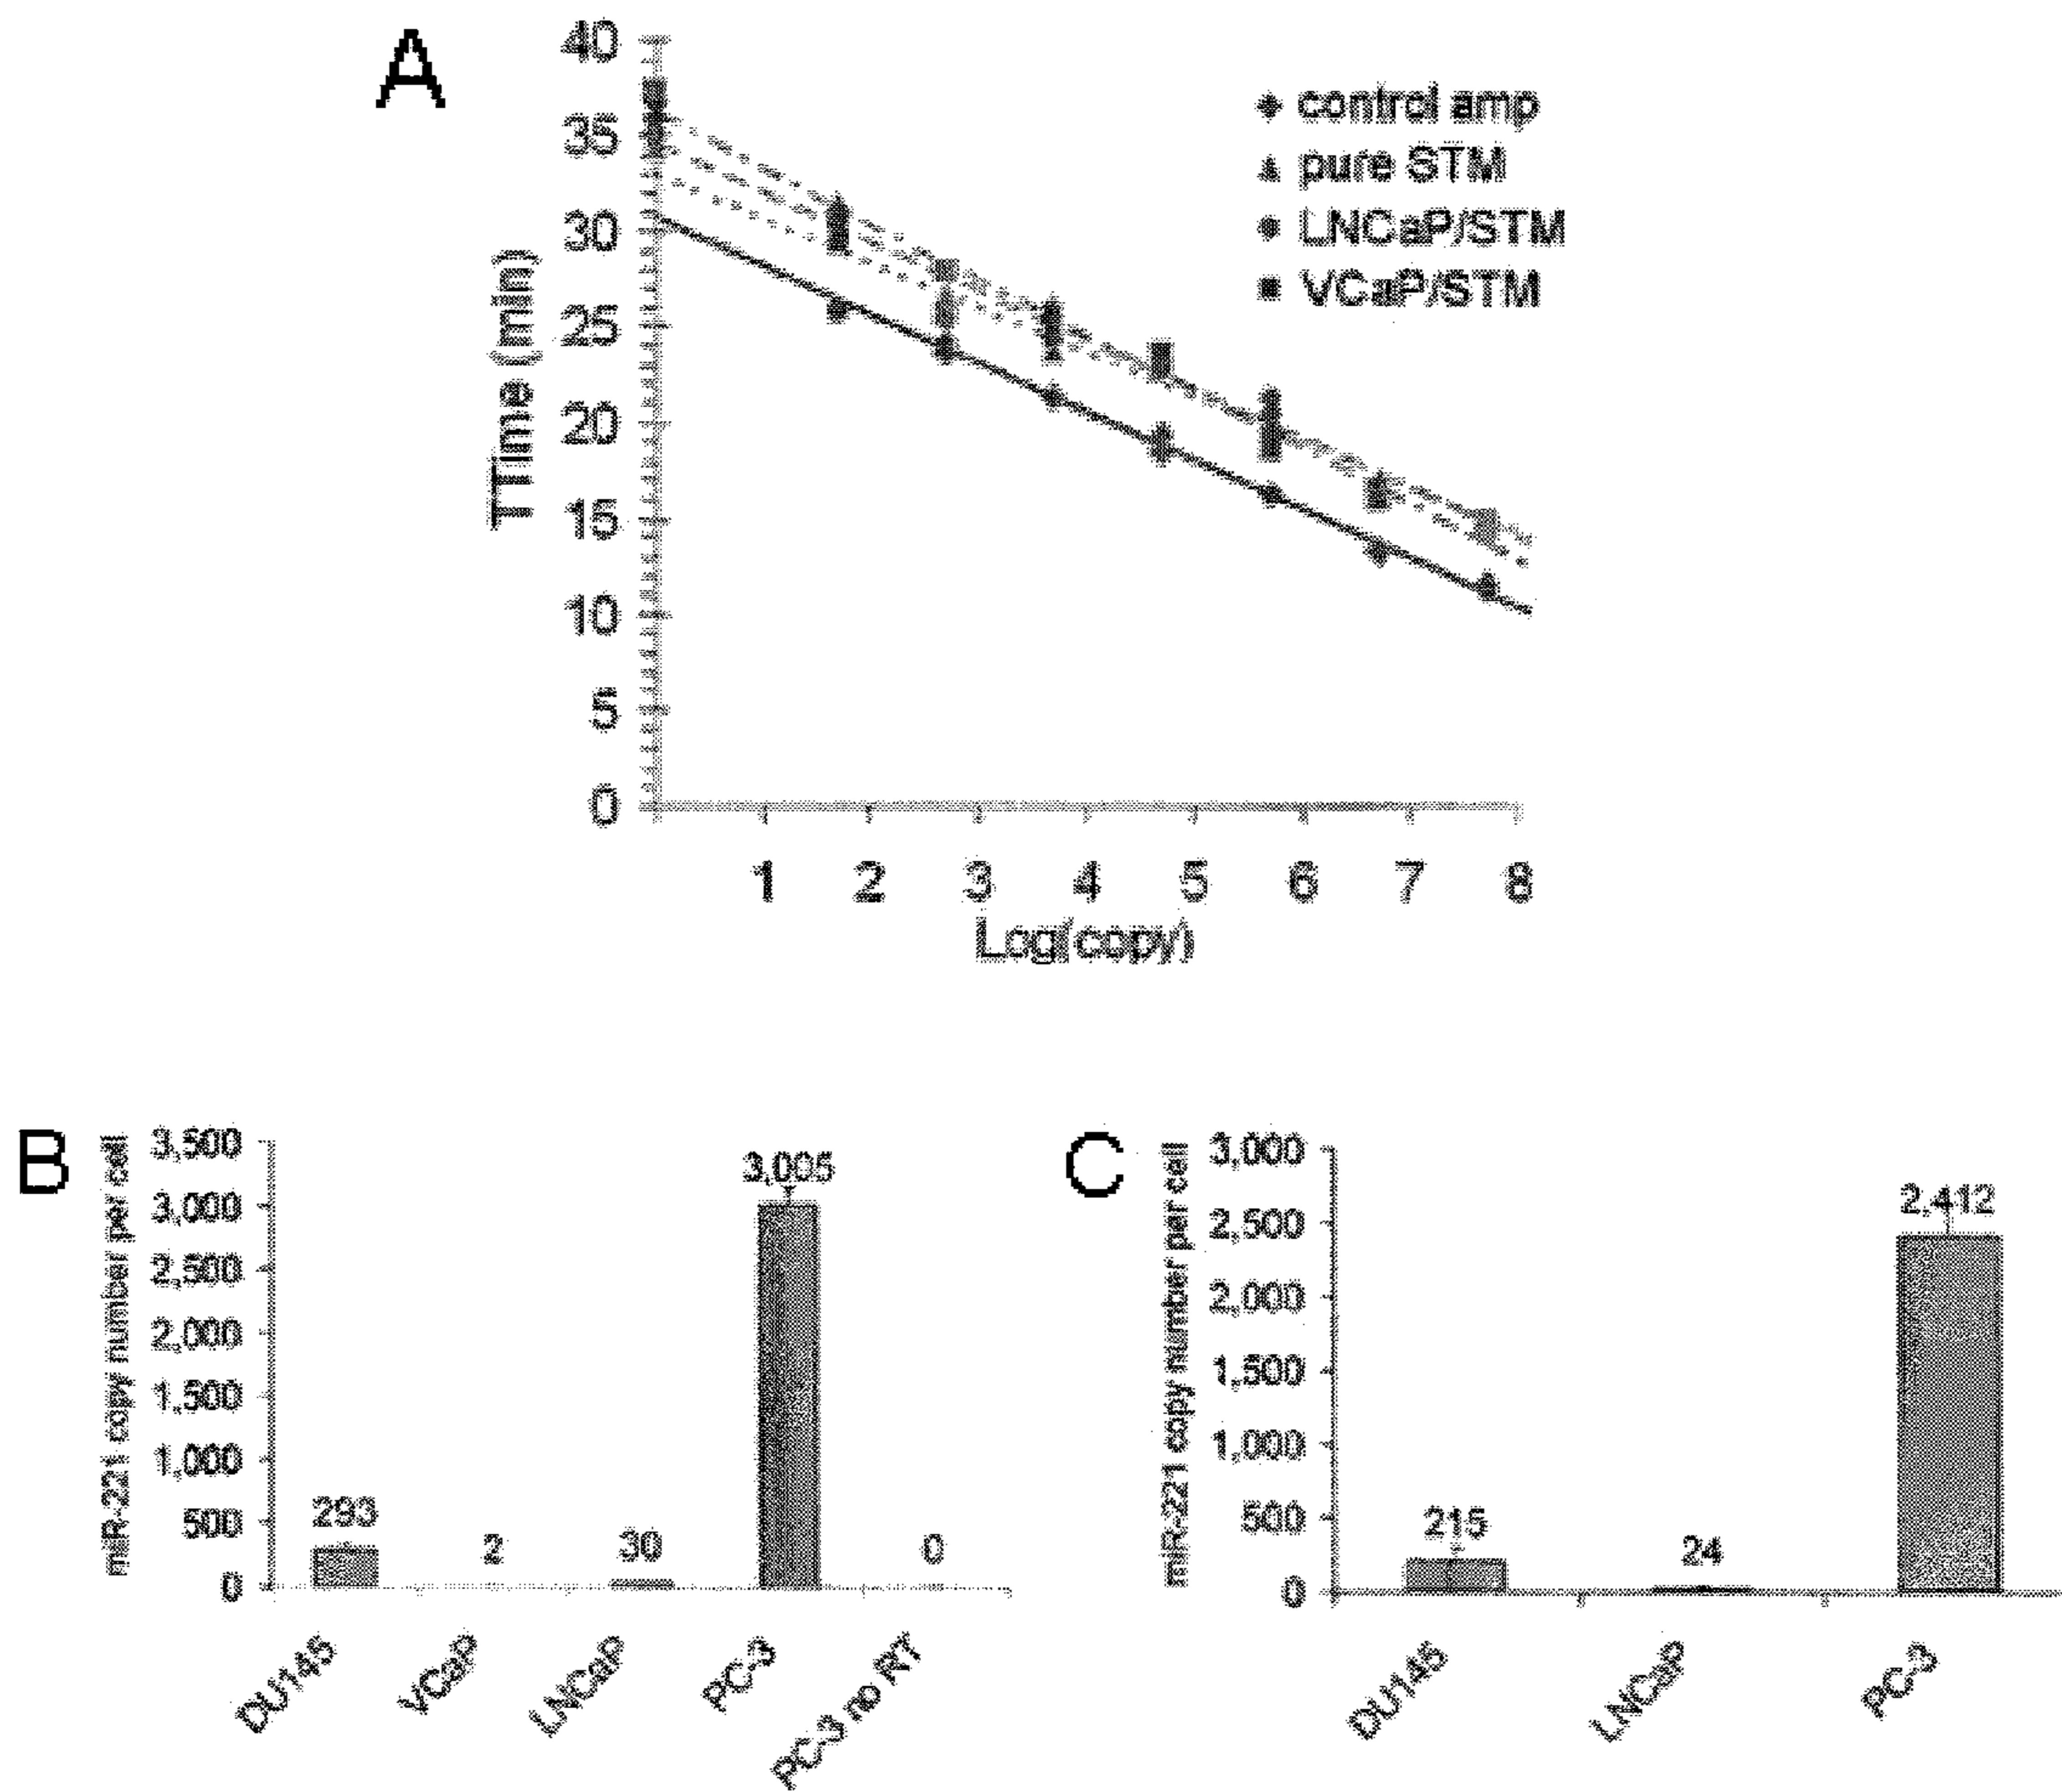 A
40
35
30
25
20
15
10
5
0
TTime (min)
control amp
pure STM
LNCaP/STM
VCaP/STM
1 2 3 4 5 6 7 8
Log(copy)
B
miR-221 copy number per cell
3,500
3,000
2,500
2,000
1,500
1,000
500
0
293
2
30
3,005
0
DU145
VCaP
LNCaP
PC-3
PC-3 no RT
C
miR-221 copy number per cell
3,000
2,500
2,000
1,500
1,000
500
0
215
24
2,412
DU145
LNCaP
PC-3